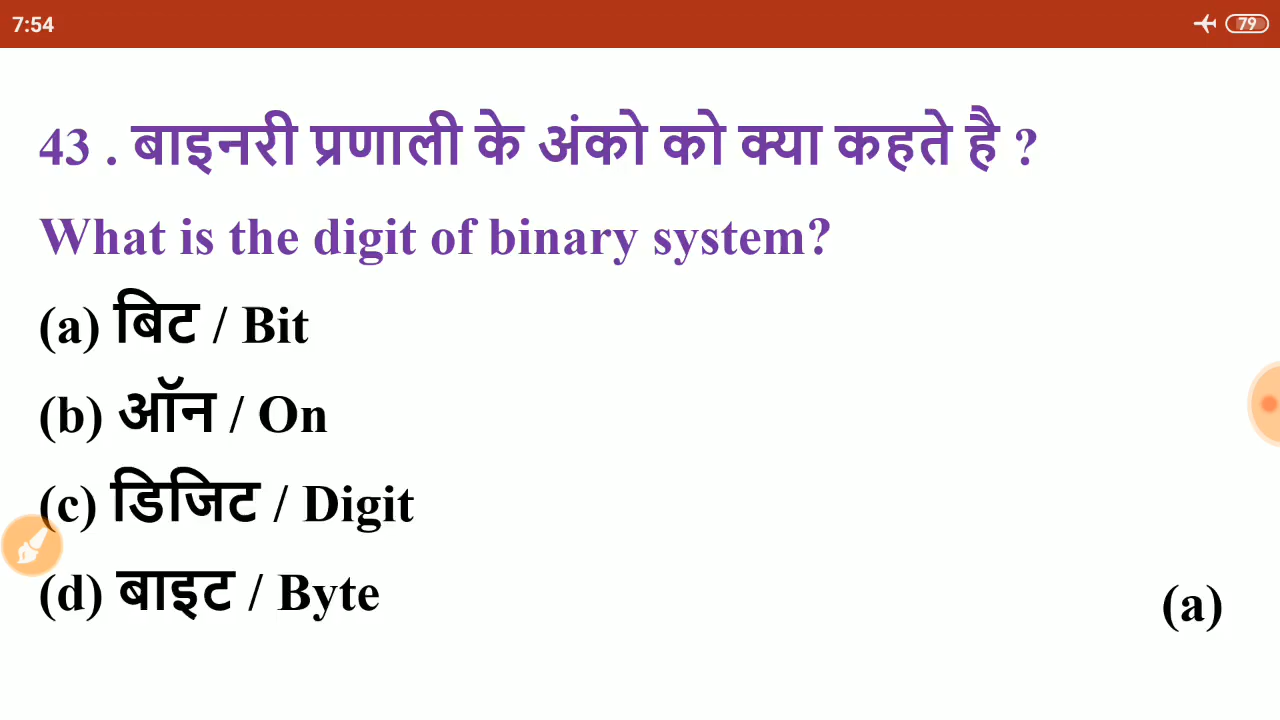 7:54
79
43 . बाइनरी प्रणाली के अंको को क्या कहते है ?
What is the digit of binary system?
(a) बिट / Bit
(b) ऑन / On
(c) डिजिट / Digit
(d) बाइट / Byte
(a)